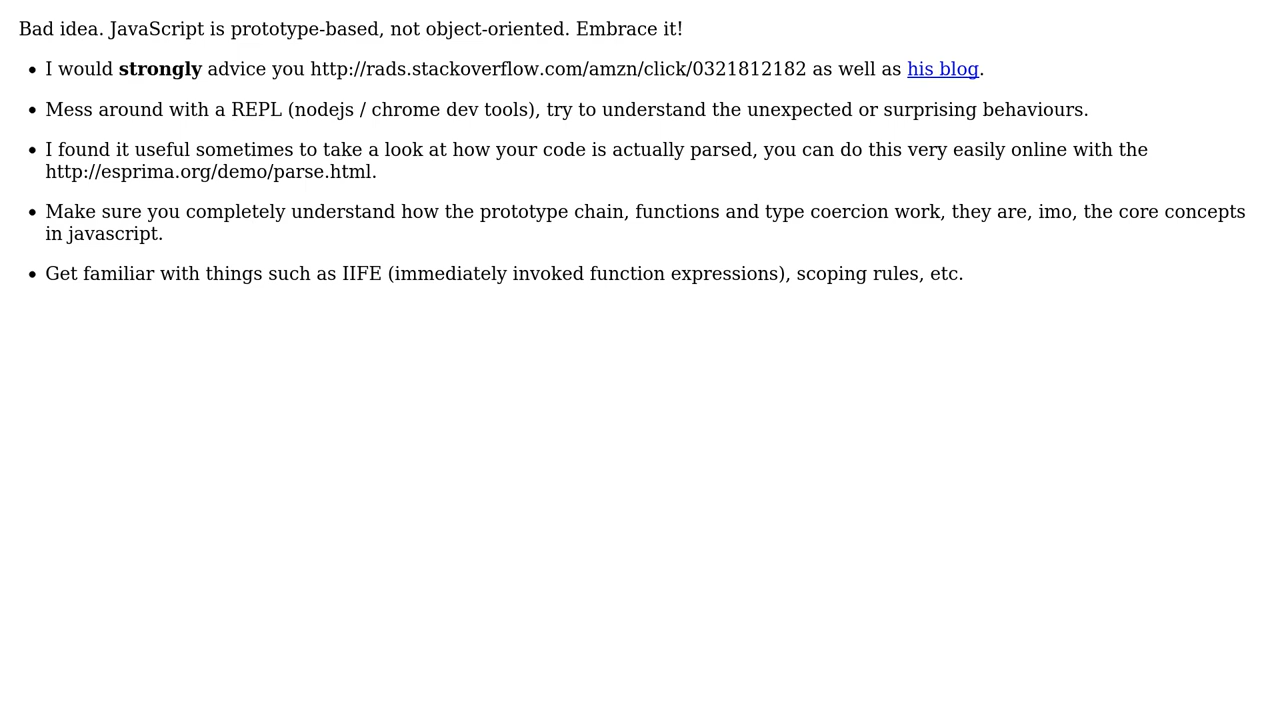 Bad idea. JavaScript is prototype-based, not object-oriented. Embrace it!
• I would strongly advice you http://rads.stackoverflow.com/amzn/click/0321812182 as well as his blog.
• Mess around with a REPL (nodejs / chrome dev tools), try to understand the unexpected or surprising behaviours.
• I found it useful sometimes to take a look at how your code is actually parsed, you can do this very easily online with the
http://esprima.org/demo/parse.html.
• Make sure you completely understand how the prototype chain, functions and type coercion work, they are, imo, the core concepts
in javascript.
• Get familiar with things such as IIFE (immediately invoked function expressions), scoping rules, etc.